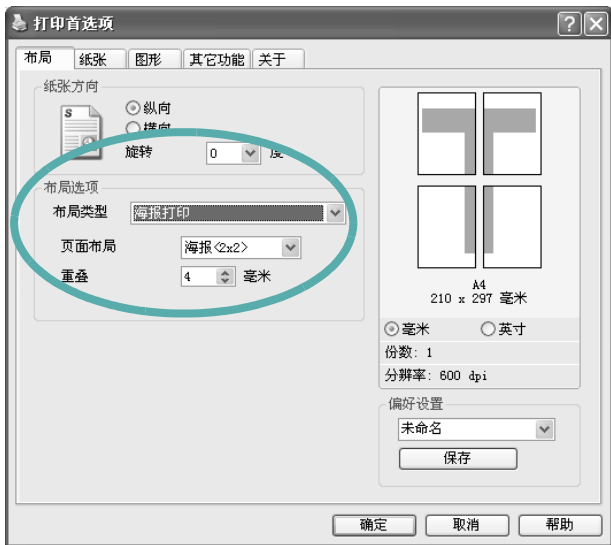 打印首选项
布局 纸张 图形 其它功能 关于
纸张方向
S
纵向
横向
旋转 0 度
布局选项
布局类型 海报打印
页面布局 海报<2x2>
重叠 4 毫米
A4
210 x 297 毫米
毫米 英寸
份数: 1
分辨率: 600 dpi
偏好设置
未命名
保存
确定 取消 帮助